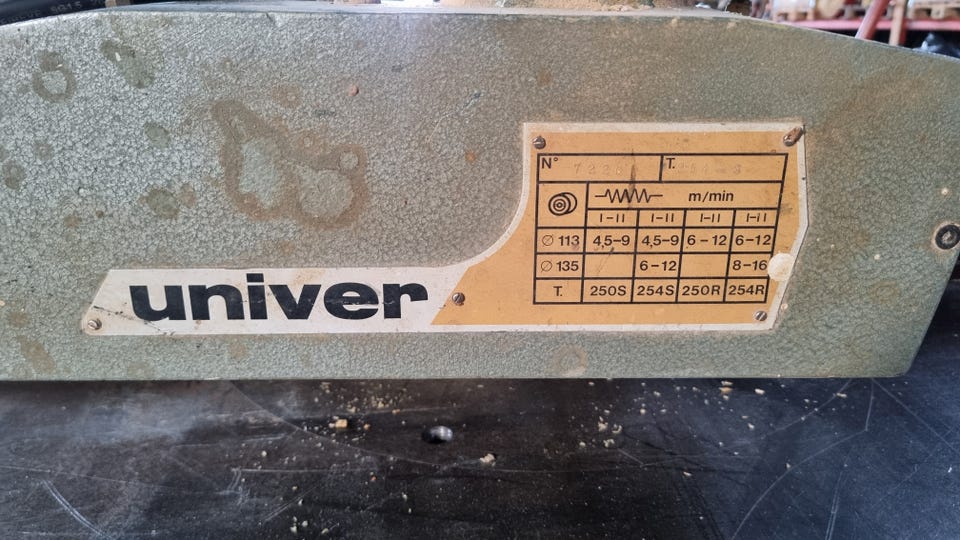 univer
N° T.
m/min
I-II I-II I-II I-II
∅ 113 4,5-9 4,5-9 6-12 6-12
∅ 135 6-12 8-16
T. 250S 254S 250R 254R